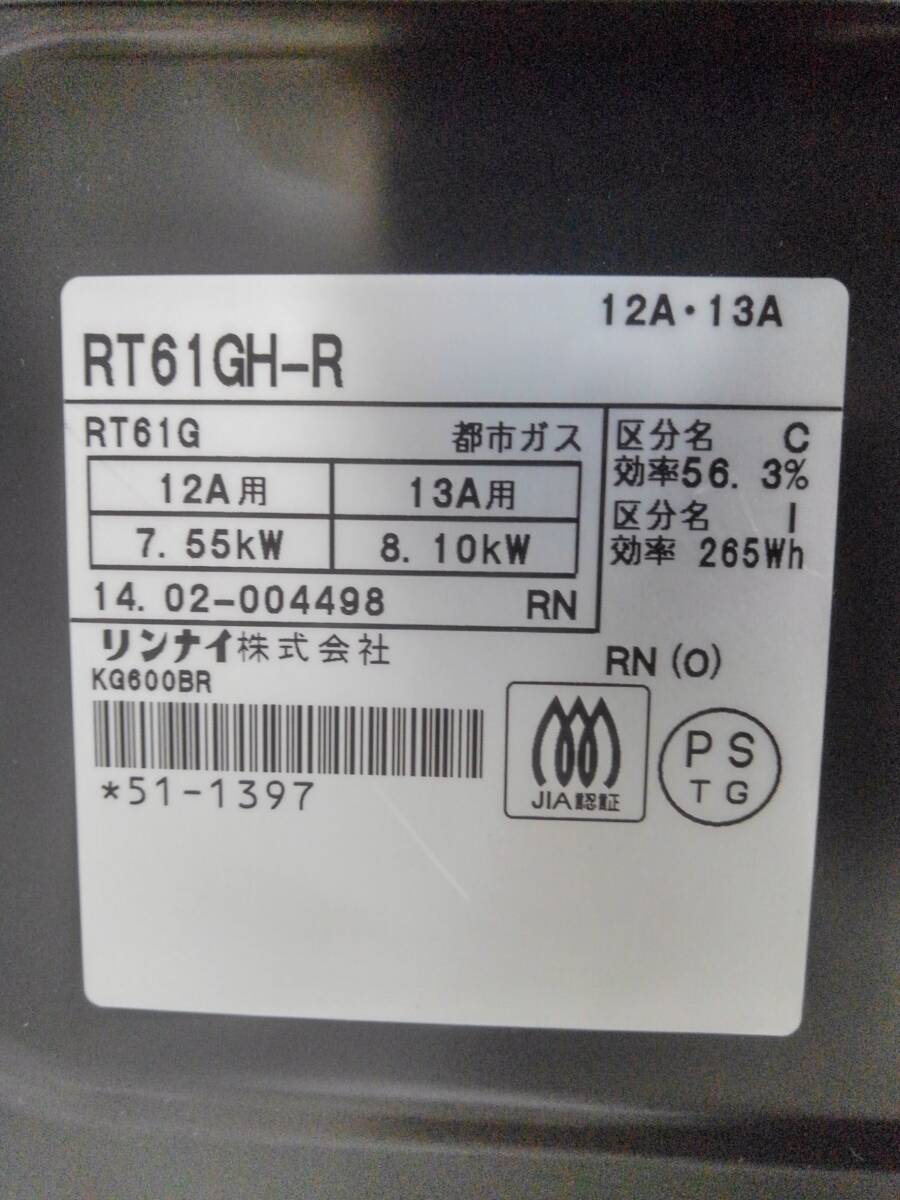 12A・13A
RT61GH-R
RT61G 都市ガス
12A用 13A用
7.55kW 8.10kW
14.02-004498 RN
区分名 C
効率56.3%
区分名 I
効率 265Wh
リンナイ株式会社
KG600BR
*51-1397
RN(O)
JIA認証
PS
TG